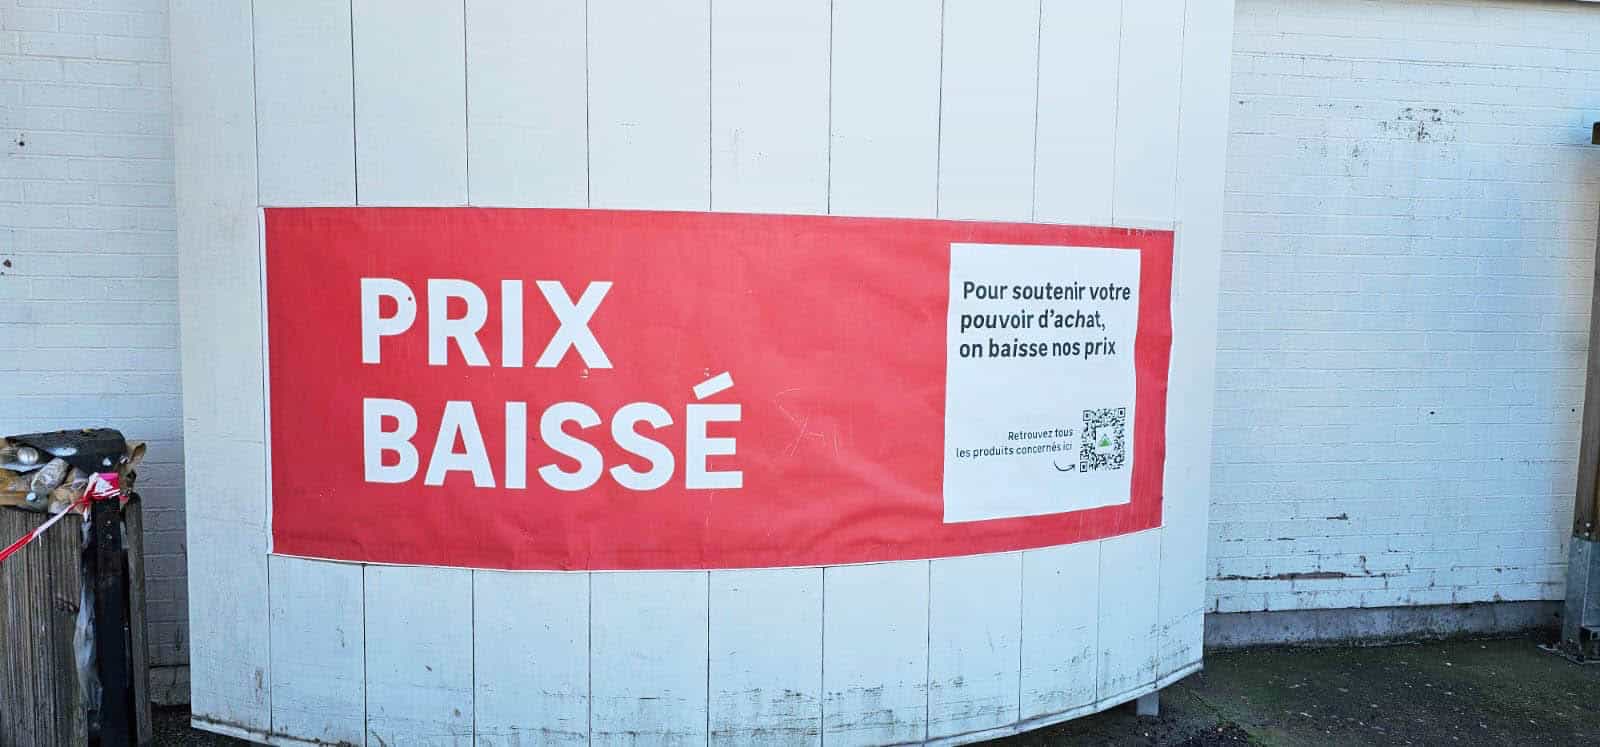 PRIX
BAISSÉ
Pour soutenir votre
pouvoir d'achat,
on baisse nos prix
Retrouvez tous
les produits concernés ici